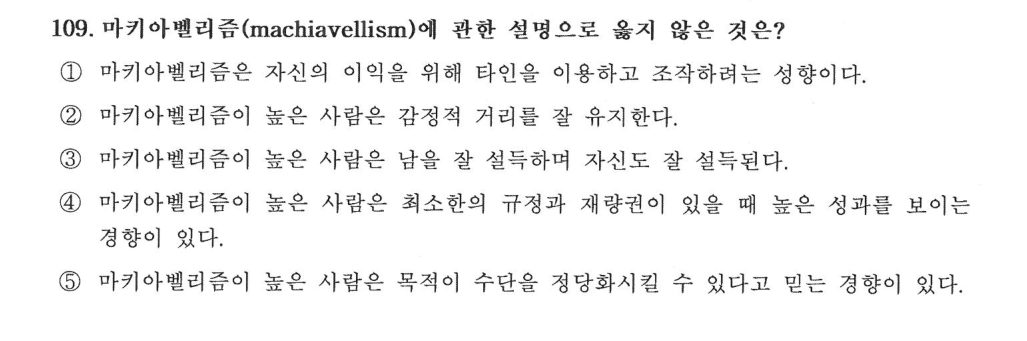 109. 마키아벨리즘(machiavellism)에 관한 설명으로 옳지 않은 것은?
① 마키아벨리즘은 자신의 이익을 위해 타인을 이용하고 조작하려는 성향이다.
② 마키아벨리즘이 높은 사람은 감정적 거리를 잘 유지한다.
③ 마키아벨리즘이 높은 사람은 남을 잘 설득하며 자신도 잘 설득된다.
④ 마키아벨리즘이 높은 사람은 최소한의 규정과 재량권이 있을 때 높은 성과를 보이는
경향이 있다.
⑤ 마키아벨리즘이 높은 사람은 목적이 수단을 정당화시킬 수 있다고 믿는 경향이 있다.